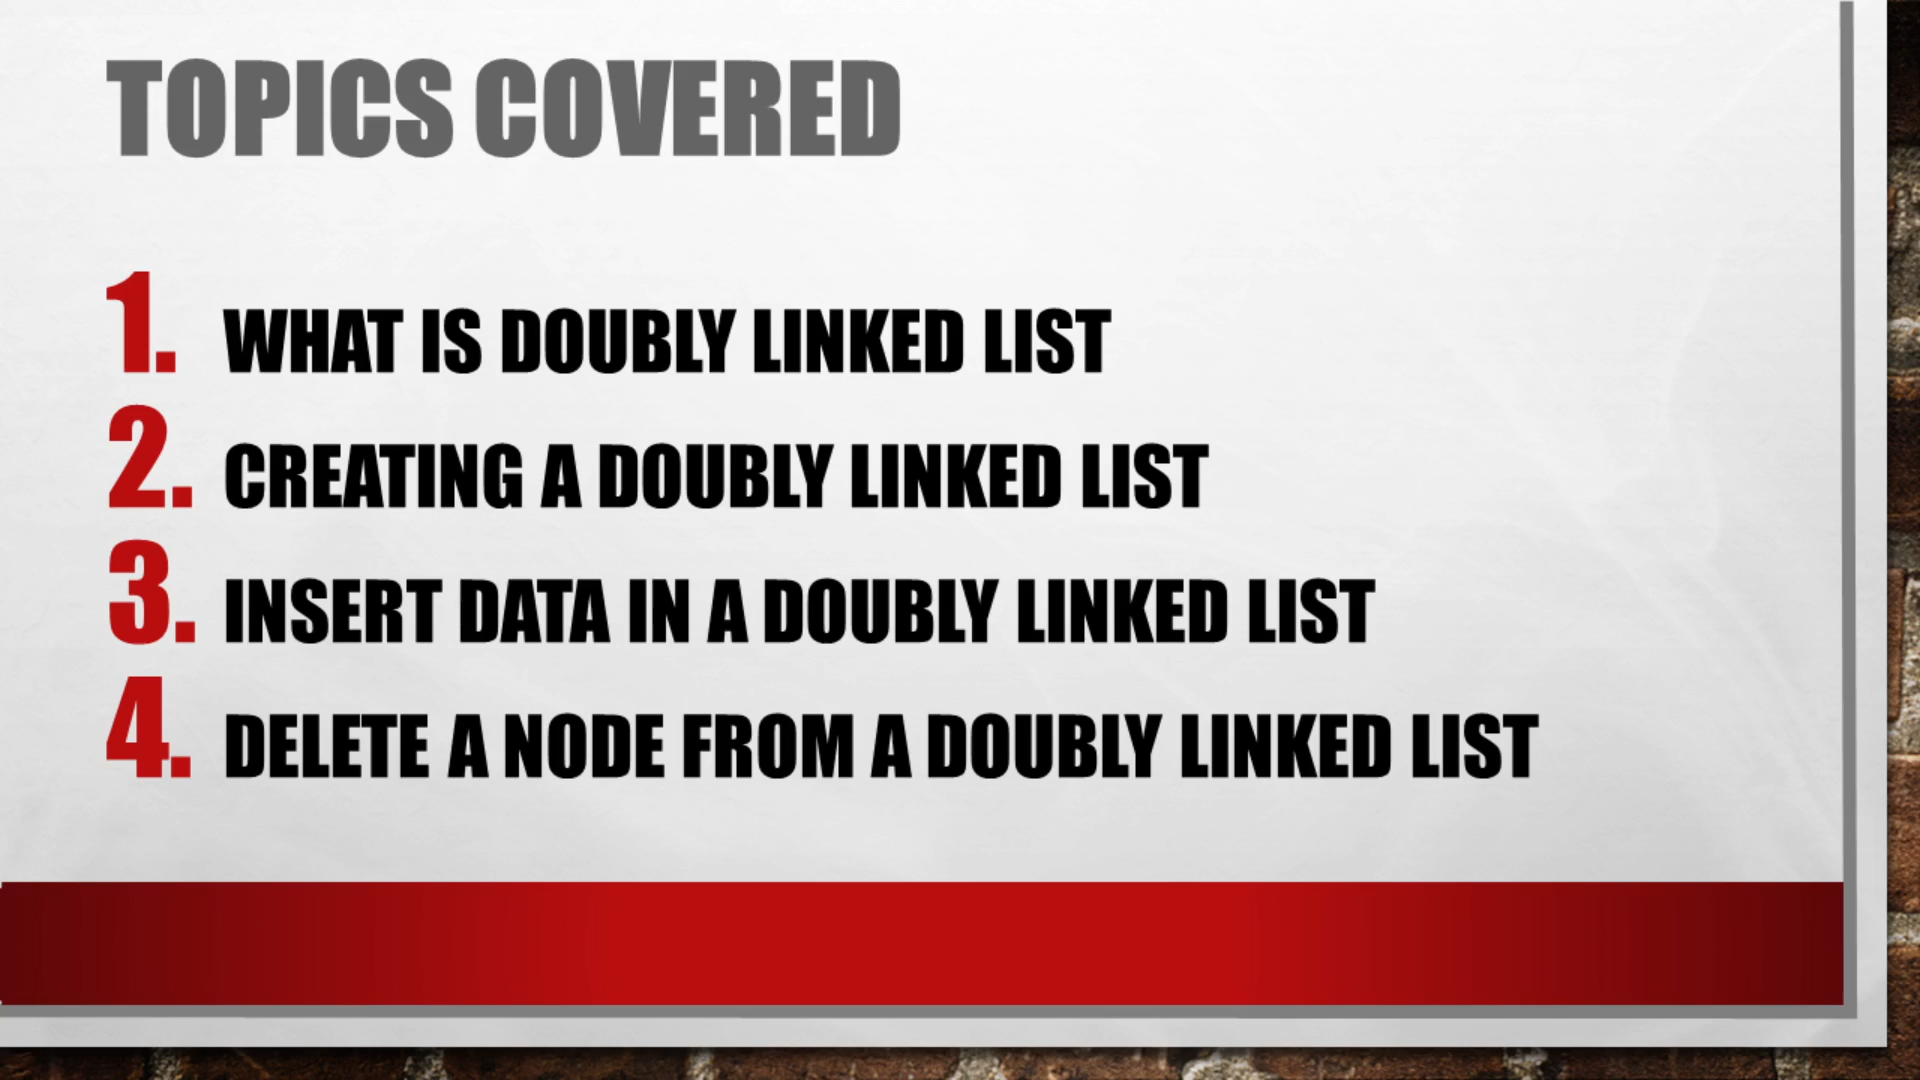 TOPICS COVERED
1. WHAT IS DOUBLY LINKED LIST
2. CREATING A DOUBLY LINKED LIST
3. INSERT DATA IN A DOUBLY LINKED LIST
4. DELETE A NODE FROM A DOUBLY LINKED LIST